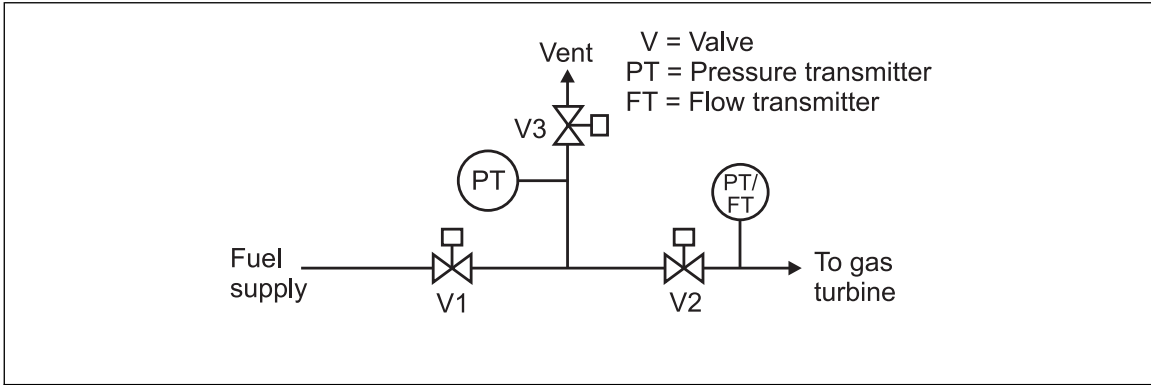 Vent
V = Valve
PT = Pressure transmitter
FT = Flow transmitter
V3
PT
PT/
FT
Fuel
supply
V1
V2
To gas
turbine